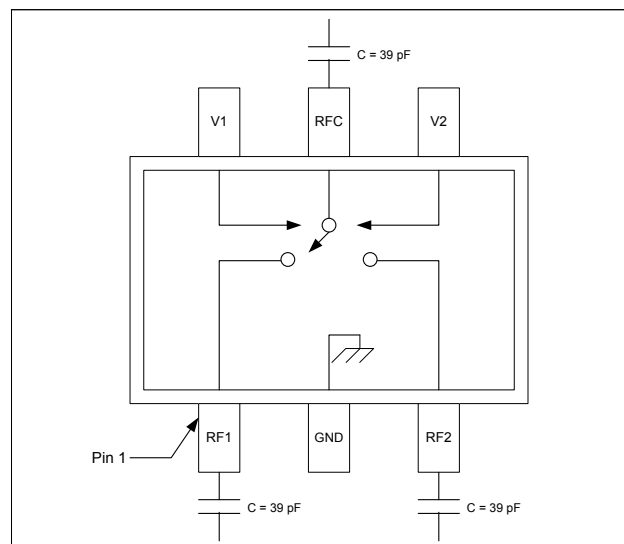 C = 39 pF
V1
RFC
V2
RF1
GND
RF2
Pin 1
C = 39 pF
C = 39 pF